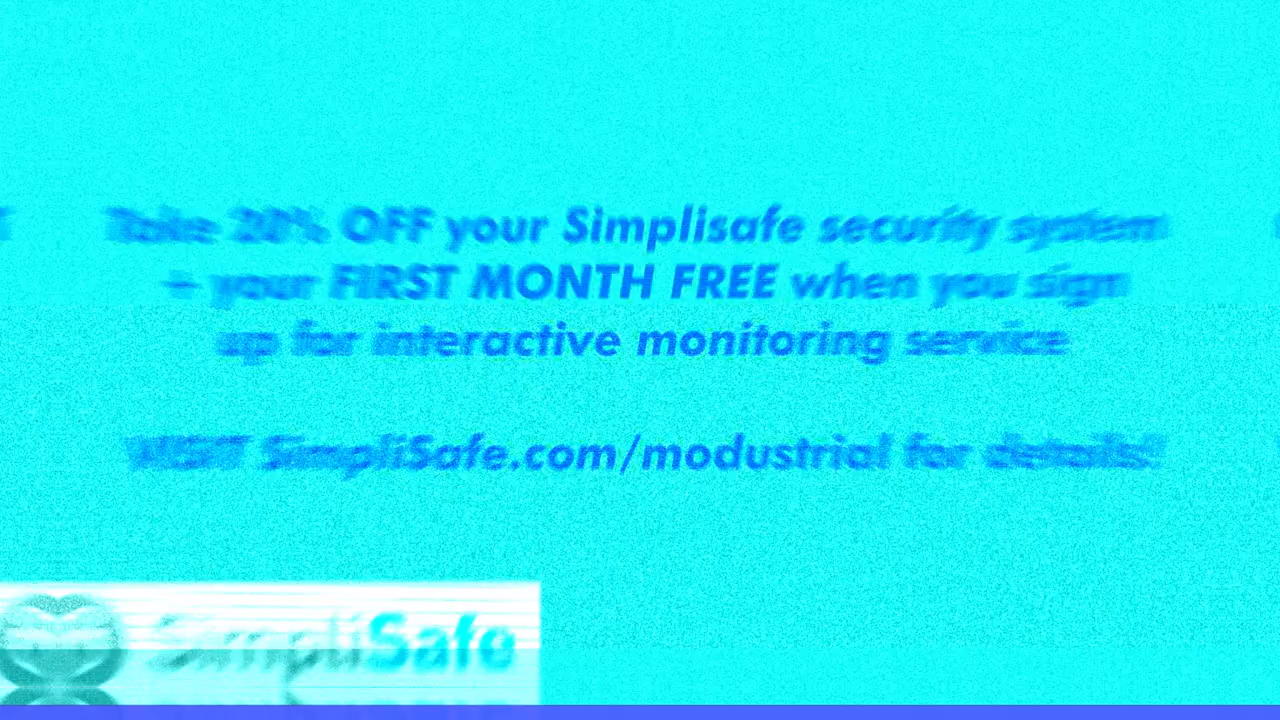 Take 20% OFF your Simplisafe security system
+ your FIRST MONTH FREE when you sign
up for interactive monitoring service
VISIT SimpliSafe.com/modustrial for details!
SimpliSafe